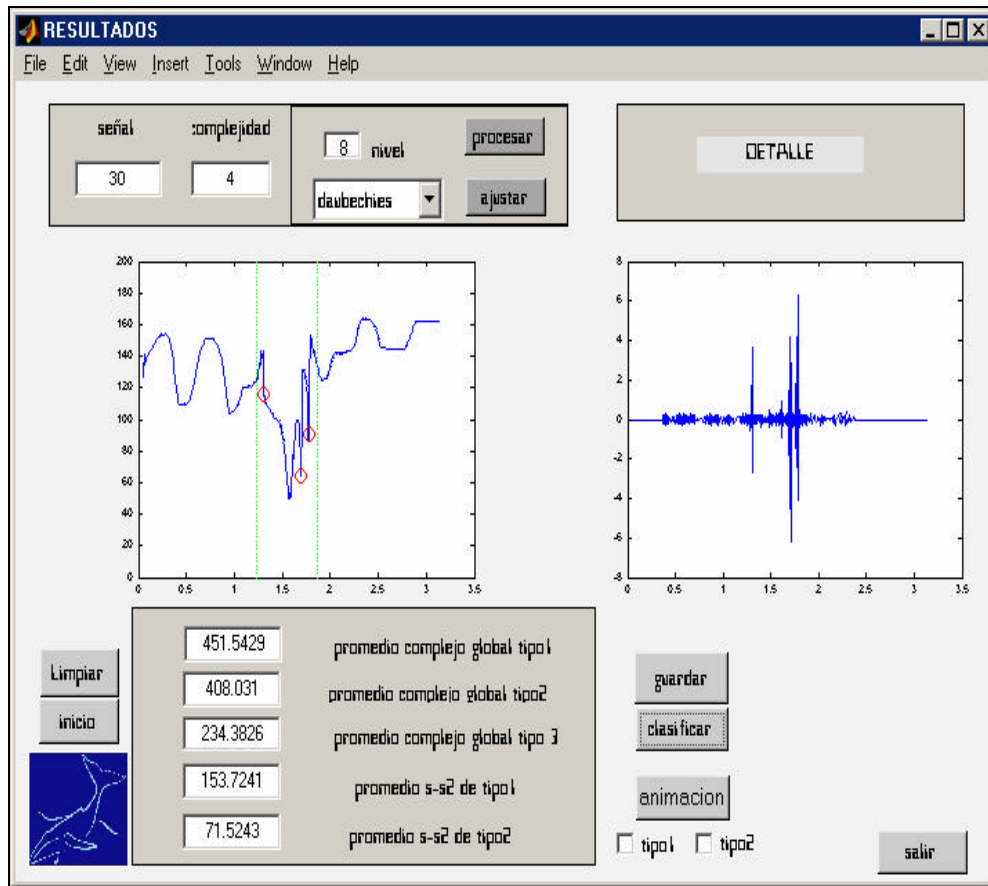 RESULTADOS
File Edit View Insert Tools Window Help
señal
:omplejidad
30
4
8 nivel
procesar
daubechies
ajustar
DETALLE
200
180
160
140
120
100
80
60
40
20
0
0 0.5 1 1.5 2 2.5 3 3.5
8
6
4
2
0
-2
-4
-6
-8
0 0.5 1 1.5 2 2.5 3 3.5
Limpiar
inicio
451.5429 promedio complejo global tipo1
408.031 promedio complejo global tipo2
234.3826 promedio complejo global tipo 3
153.7241 promedio s-s2 de tipo1
71.5243 promedio s-s2 de tipo2
guardar
clasificar
animacion
tipo1 tipo2
salir